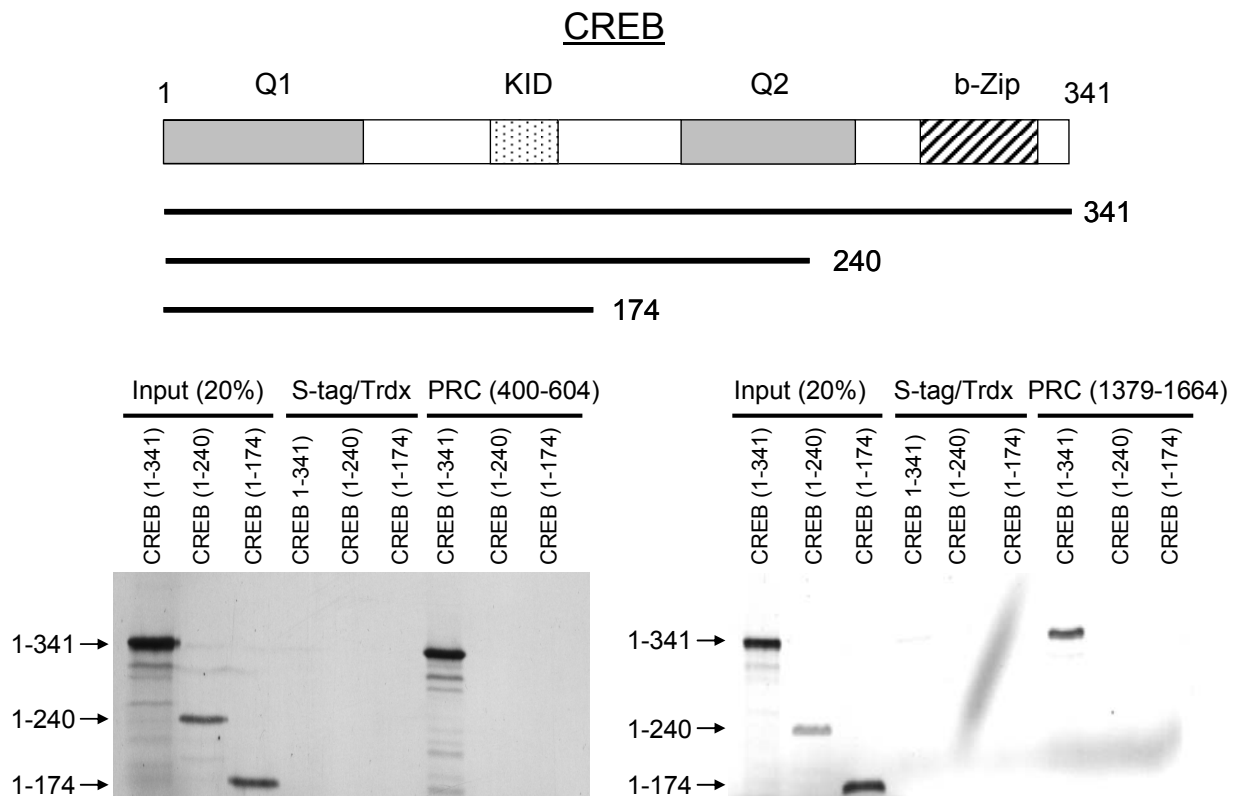 CREB
1 Q1 KID Q2 b-Zip 341
341
240
174
Input (20%) S-tag/Trdx PRC (400-604)
CREB (1-341) CREB (1-240) CREB (1-174) CREB 1-341) CREB (1-240) CREB (1-174) CREB (1-341) CREB (1-240) CREB (1-174)
1-341
1-240
1-174
Input (20%) S-tag/Trdx PRC (1379-1664)
CREB (1-341) CREB (1-240) CREB (1-174) CREB 1-341) CREB (1-240) CREB (1-174) CREB (1-341) CREB (1-240) CREB (1-174)
1-341
1-240
1-174